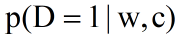 p(D = 1 | w, c)